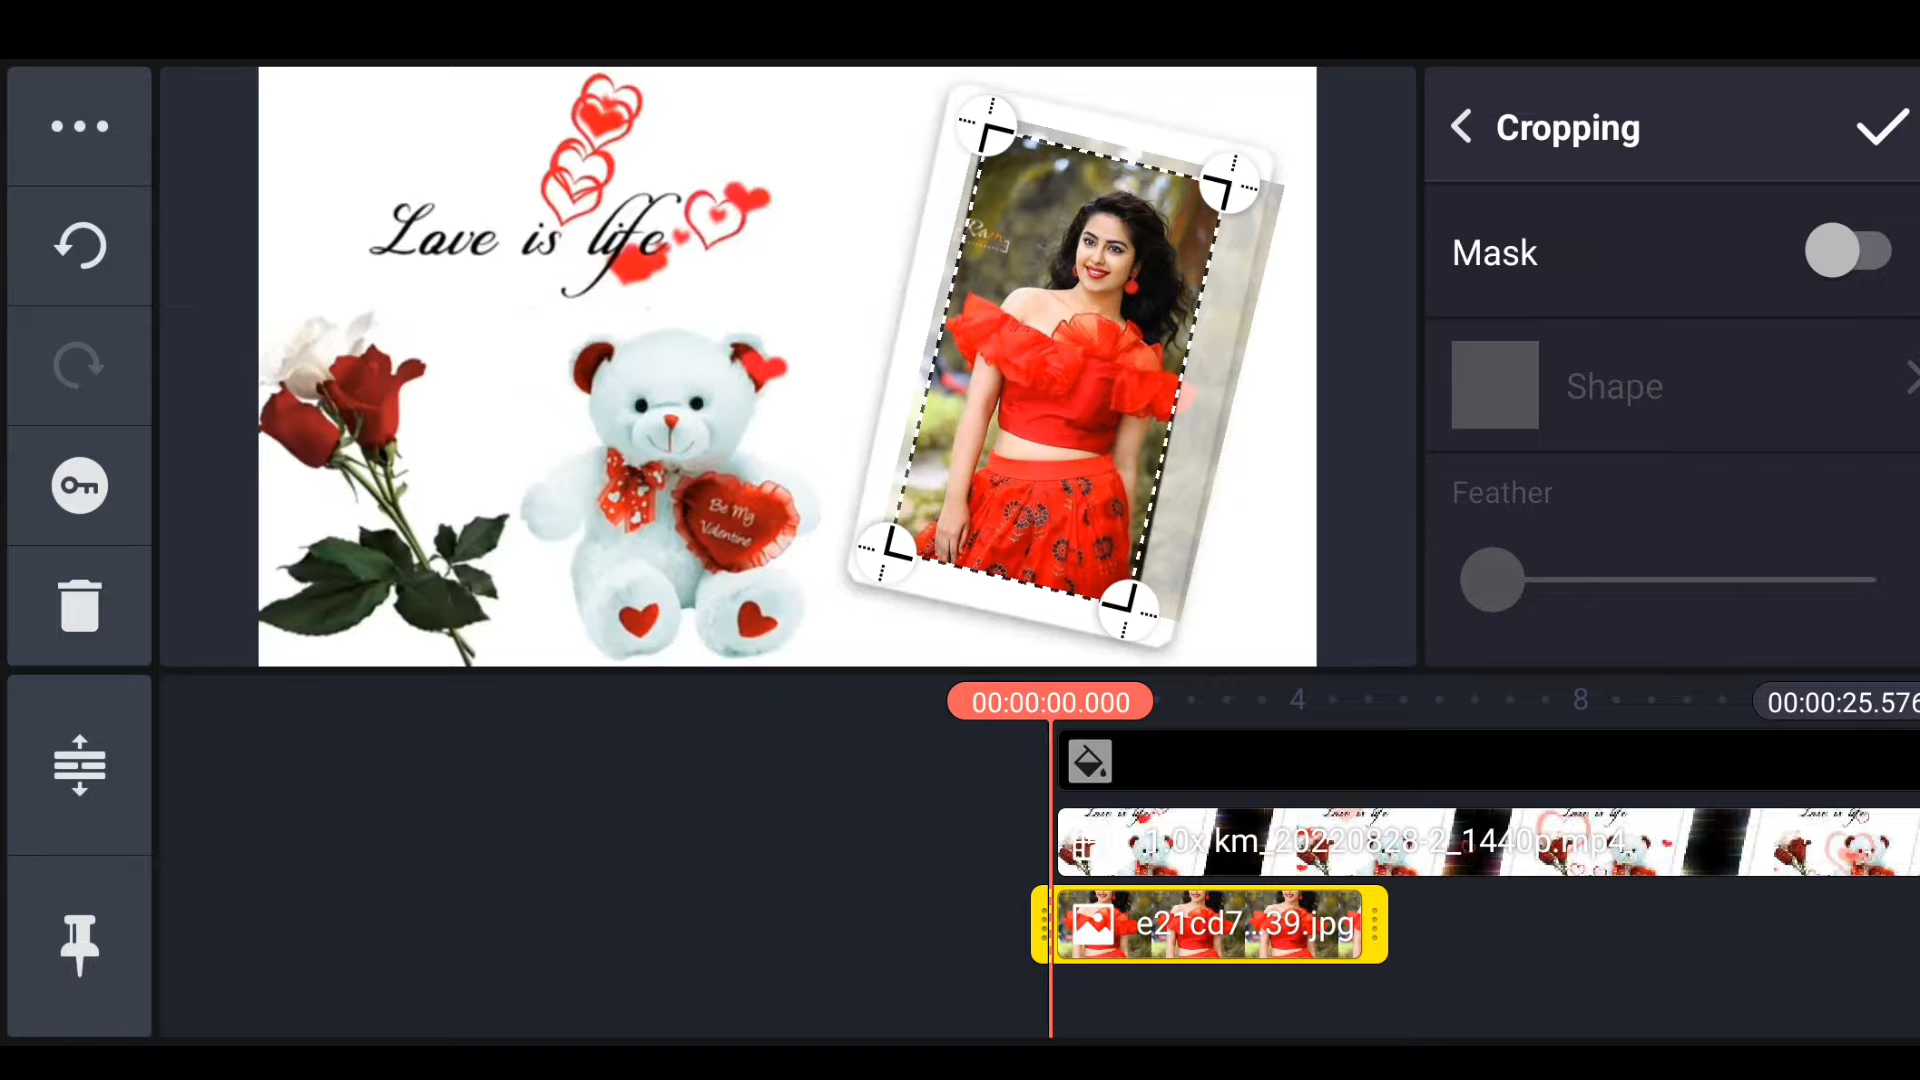 Cropping
Love is life
Mask
Shape
Be My
Valentine
Feather
00:00:00.000
4
8
00:00:25.576
1.0x km_20220828-2_1440p.mp4
e21cd7...39.jpg